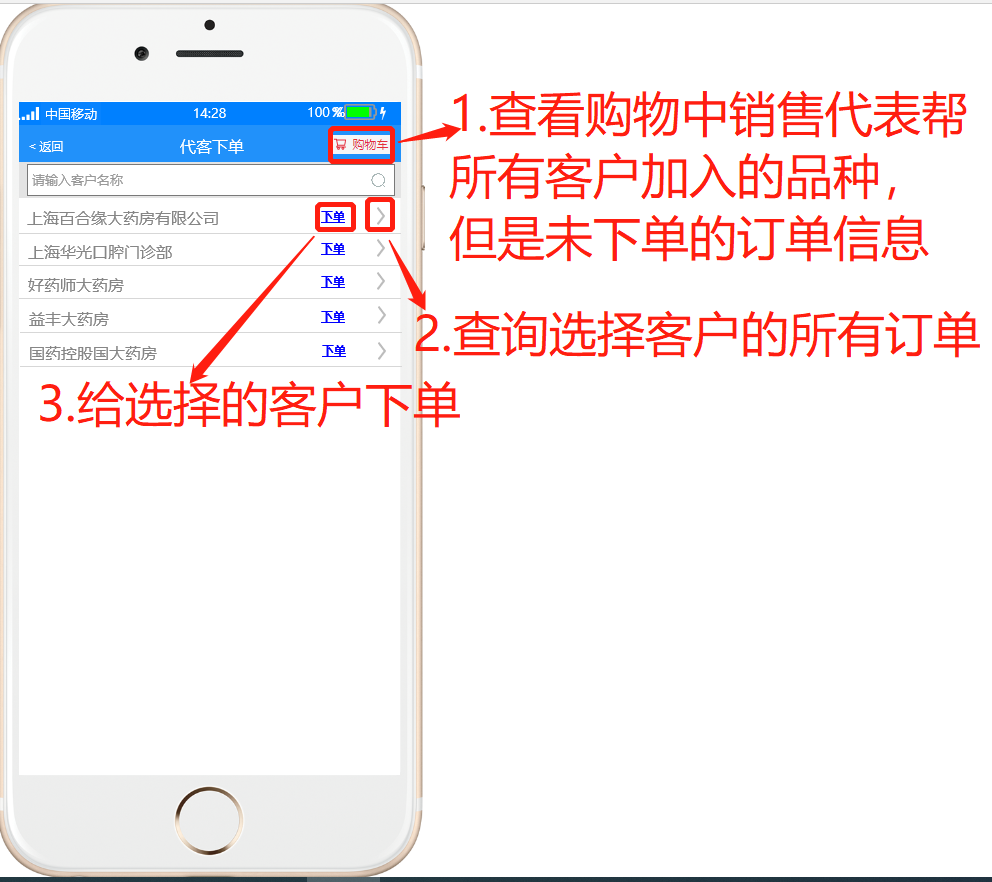 中国移动 14:28 100%
<返回 代客下单 购物车
请输入客户名称
上海百合缘大药房有限公司 下单
上海华光口腔门诊部 下单
好药师大药房 下单
益丰大药房 下单
国药控股国大药房 下单
1.查看购物中销售代表帮
所有客户加入的品种,
但是未下单的订单信息
2.查询选择客户的所有订单
3.给选择的客户下单